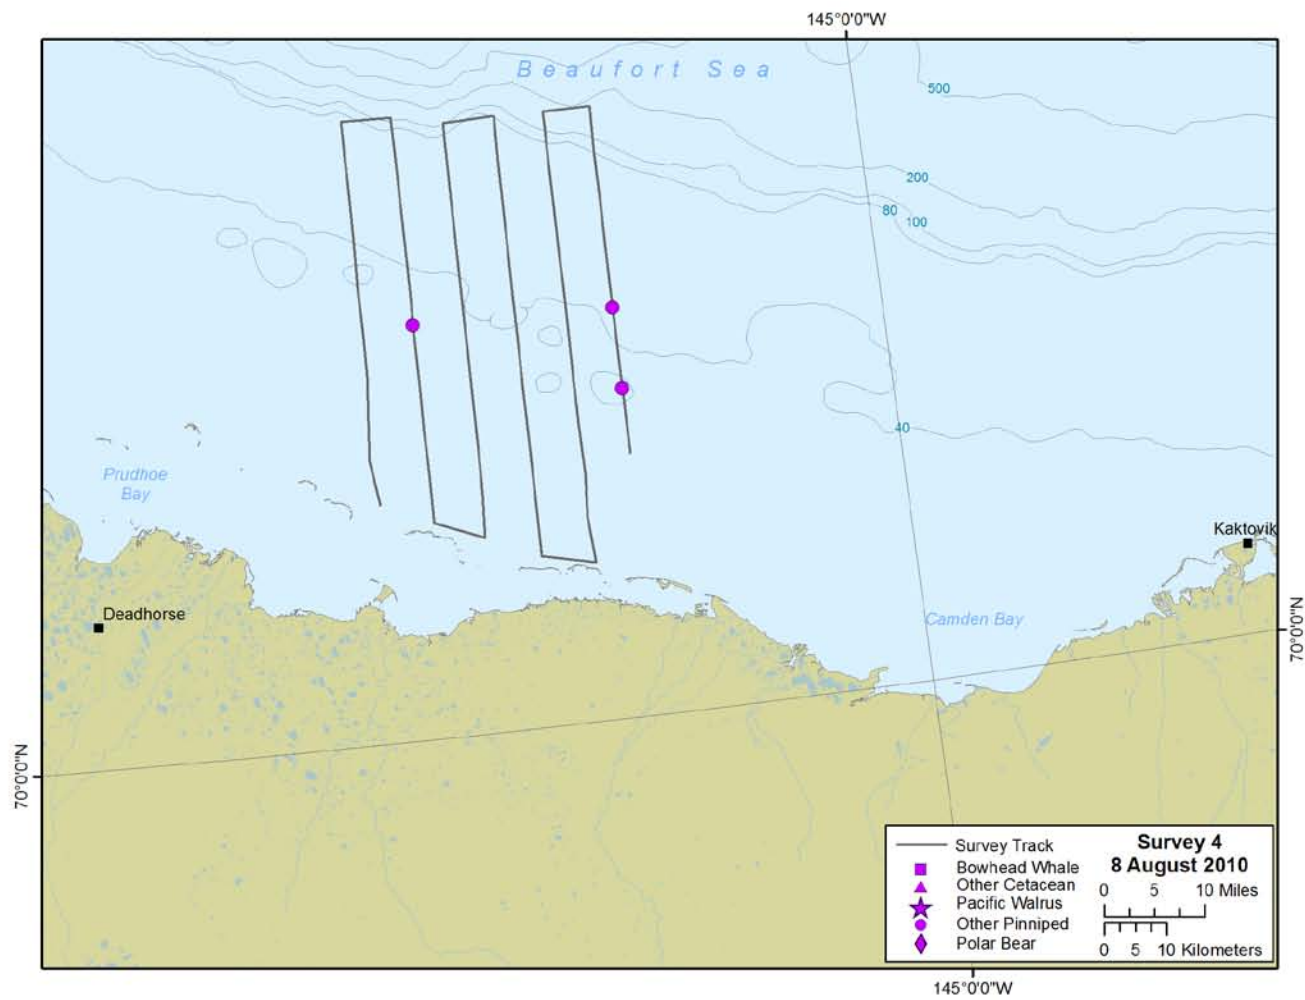 145°0'0"W
Beaufort Sea
500
200
80
100
40
Prudhoe
Bay
Kaktovik
Deadhorse
Camden Bay
70°0'0"N
70°0'0"N
Survey Track
Bowhead Whale
Other Cetacean
Pacific Walrus
Other Pinniped
Polar Bear
Survey 4
8 August 2010
0 5 10 Miles
0 5 10 Kilometers
145°0'0"W